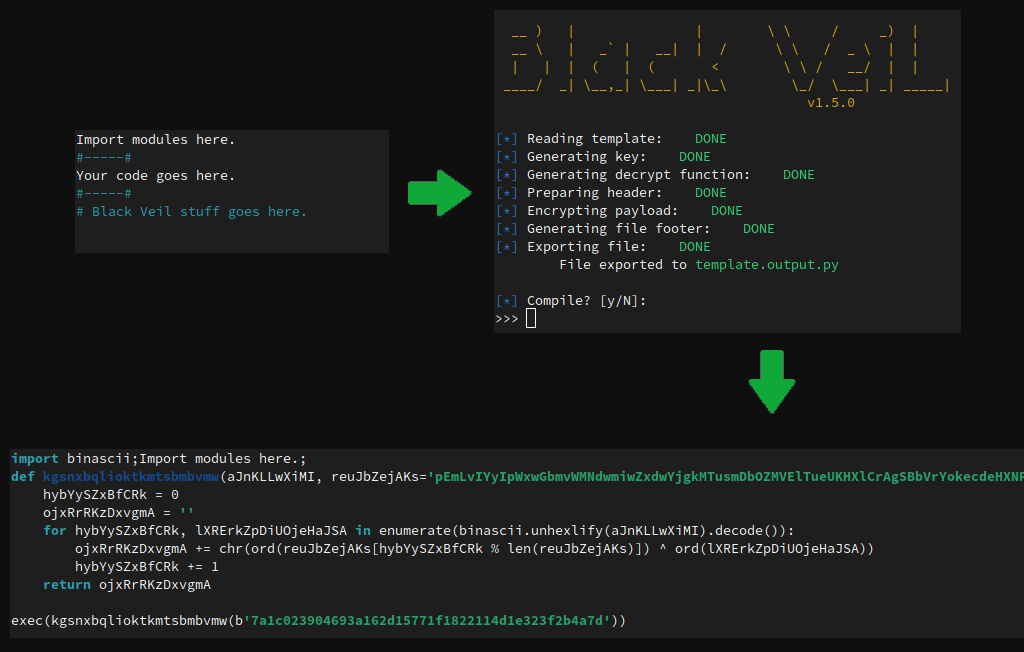 Black Veil
v1.5.0
Import modules here.
#-----#
Your code goes here.
#-----#
# Black Veil stuff goes here.
[*] Reading template:    DONE
[*] Generating key:    DONE
[*] Generating decrypt function:    DONE
[*] Preparing header:    DONE
[*] Encrypting payload:    DONE
[*] Generating file footer:    DONE
[*] Exporting file:    DONE
        File exported to template.output.py
[*] Compile? [y/N]:
>>>
import binascii;Import modules here.;
def kgsnxbqlioktkmtsbmbvmw(aJnKLLwXiMI, reuJbZejAKs='pEmLvIYyIpWxwGbmvWMNdwmiwZxdwYjgkMTusmDbOZMVElTueUKHXlCrAgSBbVrYokecdeHXNP
    hybYySZxBfCRk = 0
    ojxRrRKzDxvgmA = ''
    for hybYySZxBfCRk, lXRErkZpDiUOjeHaJSA in enumerate(binascii.unhexlify(aJnKLLwXiMI).decode()):
        ojxRrRKzDxvgmA += chr(ord(reuJbZejAKs[hybYySZxBfCRk % len(reuJbZejAKs)]) ^ ord(lXRErkZpDiUOjeHaJSA))
        hybYySZxBfCRk += 1
    return ojxRrRKzDxvgmA
exec(kgsnxbqlioktkmtsbmbvmw(b'7a1c023904693a162d15771f1822114d1e323f2b4a7d'))